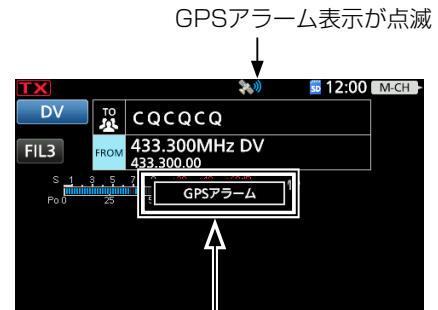 GPSアラーム表示が点滅
TX SD 12:00 M-CH
DV TO CQCQCQ
FIL3 FROM 433.300MHz DV
433.300.00
S 1 3 5 7
Po 0 25 5
GPSアラーム